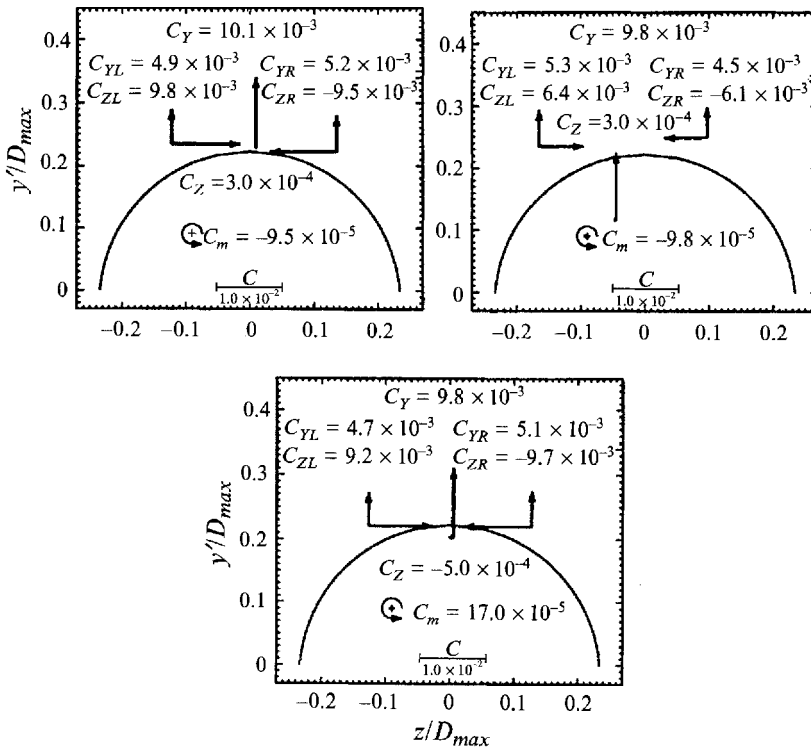 C_Y = 10.1 × 10⁻³
C_YL = 4.9 × 10⁻³ C_YR = 5.2 × 10⁻³
C_ZL = 9.8 × 10⁻³ C_ZR = −9.5 × 10⁻³
C_Z = 3.0 × 10⁻⁴
C_m = −9.5 × 10⁻⁵
C
1.0 × 10⁻²
y′/D_max
0.4
0.3
0.2
0.1
0
−0.2 −0.1 0 0.1 0.2
C_Y = 9.8 × 10⁻³
C_YL = 5.3 × 10⁻³ C_YR = 4.5 × 10⁻³
C_ZL = 6.4 × 10⁻³ C_ZR = −6.1 × 10⁻³
C_Z = 3.0 × 10⁻⁴
C_m = −9.8 × 10⁻⁵
C
1.0 × 10⁻²
0.4
0.3
0.2
0.1
0
−0.2 −0.1 0 0.1 0.2
C_Y = 9.8 × 10⁻³
C_YL = 4.7 × 10⁻³ C_YR = 5.1 × 10⁻³
C_ZL = 9.2 × 10⁻³ C_ZR = −9.7 × 10⁻³
C_Z = −5.0 × 10⁻⁴
C_m = 17.0 × 10⁻⁵
C
1.0 × 10⁻²
y′/D_max
0.4
0.3
0.2
0.1
0
−0.2 −0.1 0 0.1 0.2
z/D_max